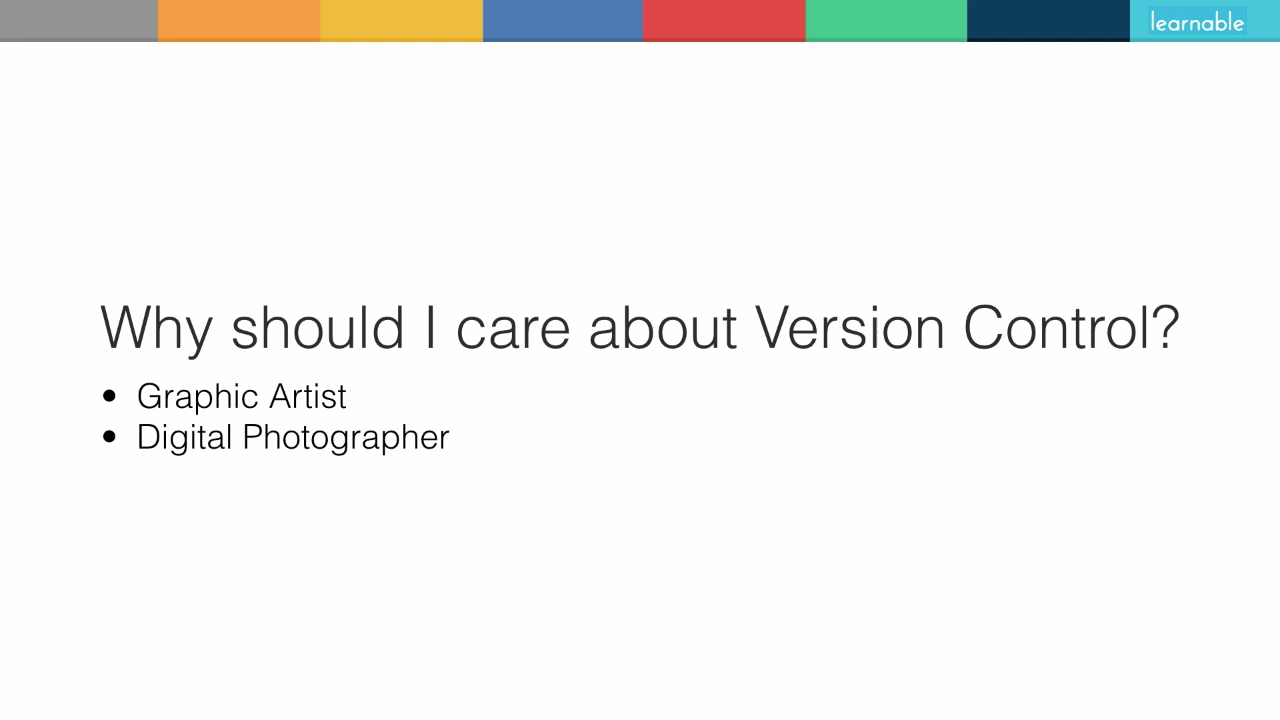 learnable
Why should I care about Version Control?
• Graphic Artist
• Digital Photographer